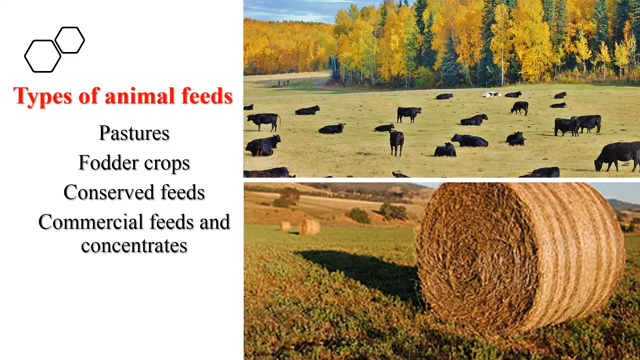 Types of animal feeds
Pastures
Fodder crops
Conserved feeds
Commercial feeds and
concentrates